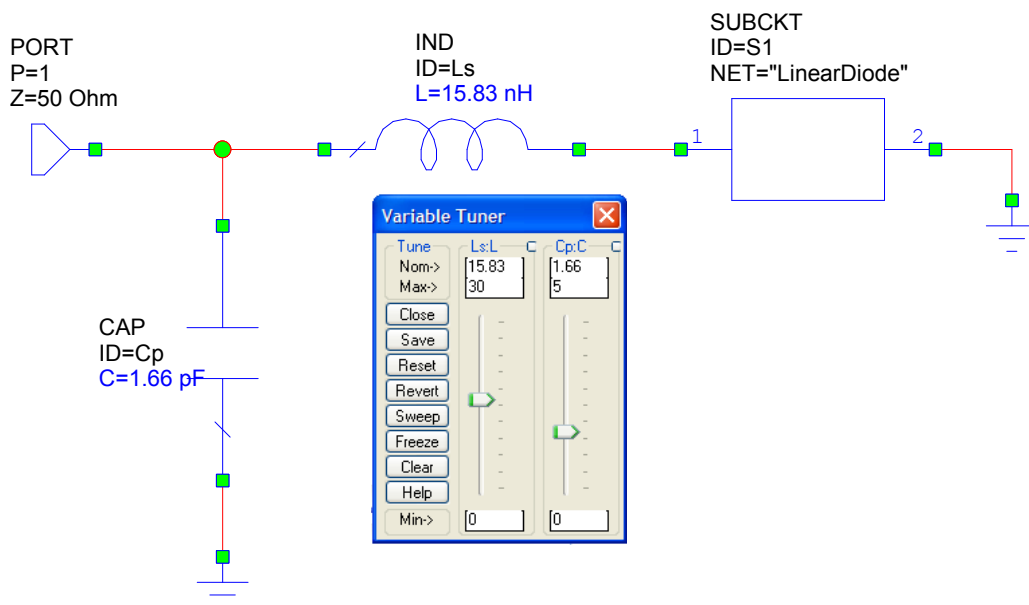 PORT
P=1
Z=50 Ohm
IND
ID=Ls
L=15.83 nH
SUBCKT
ID=S1
NET="LinearDiode"
1
2
CAP
ID=Cp
C=1.66 pF
Variable Tuner
Tune
Ls:L
Cp:C
Nom->
15.83
1.66
Max->
30
5
Close
Save
Reset
Revert
Sweep
Freeze
Clear
Help
Min->
0
0